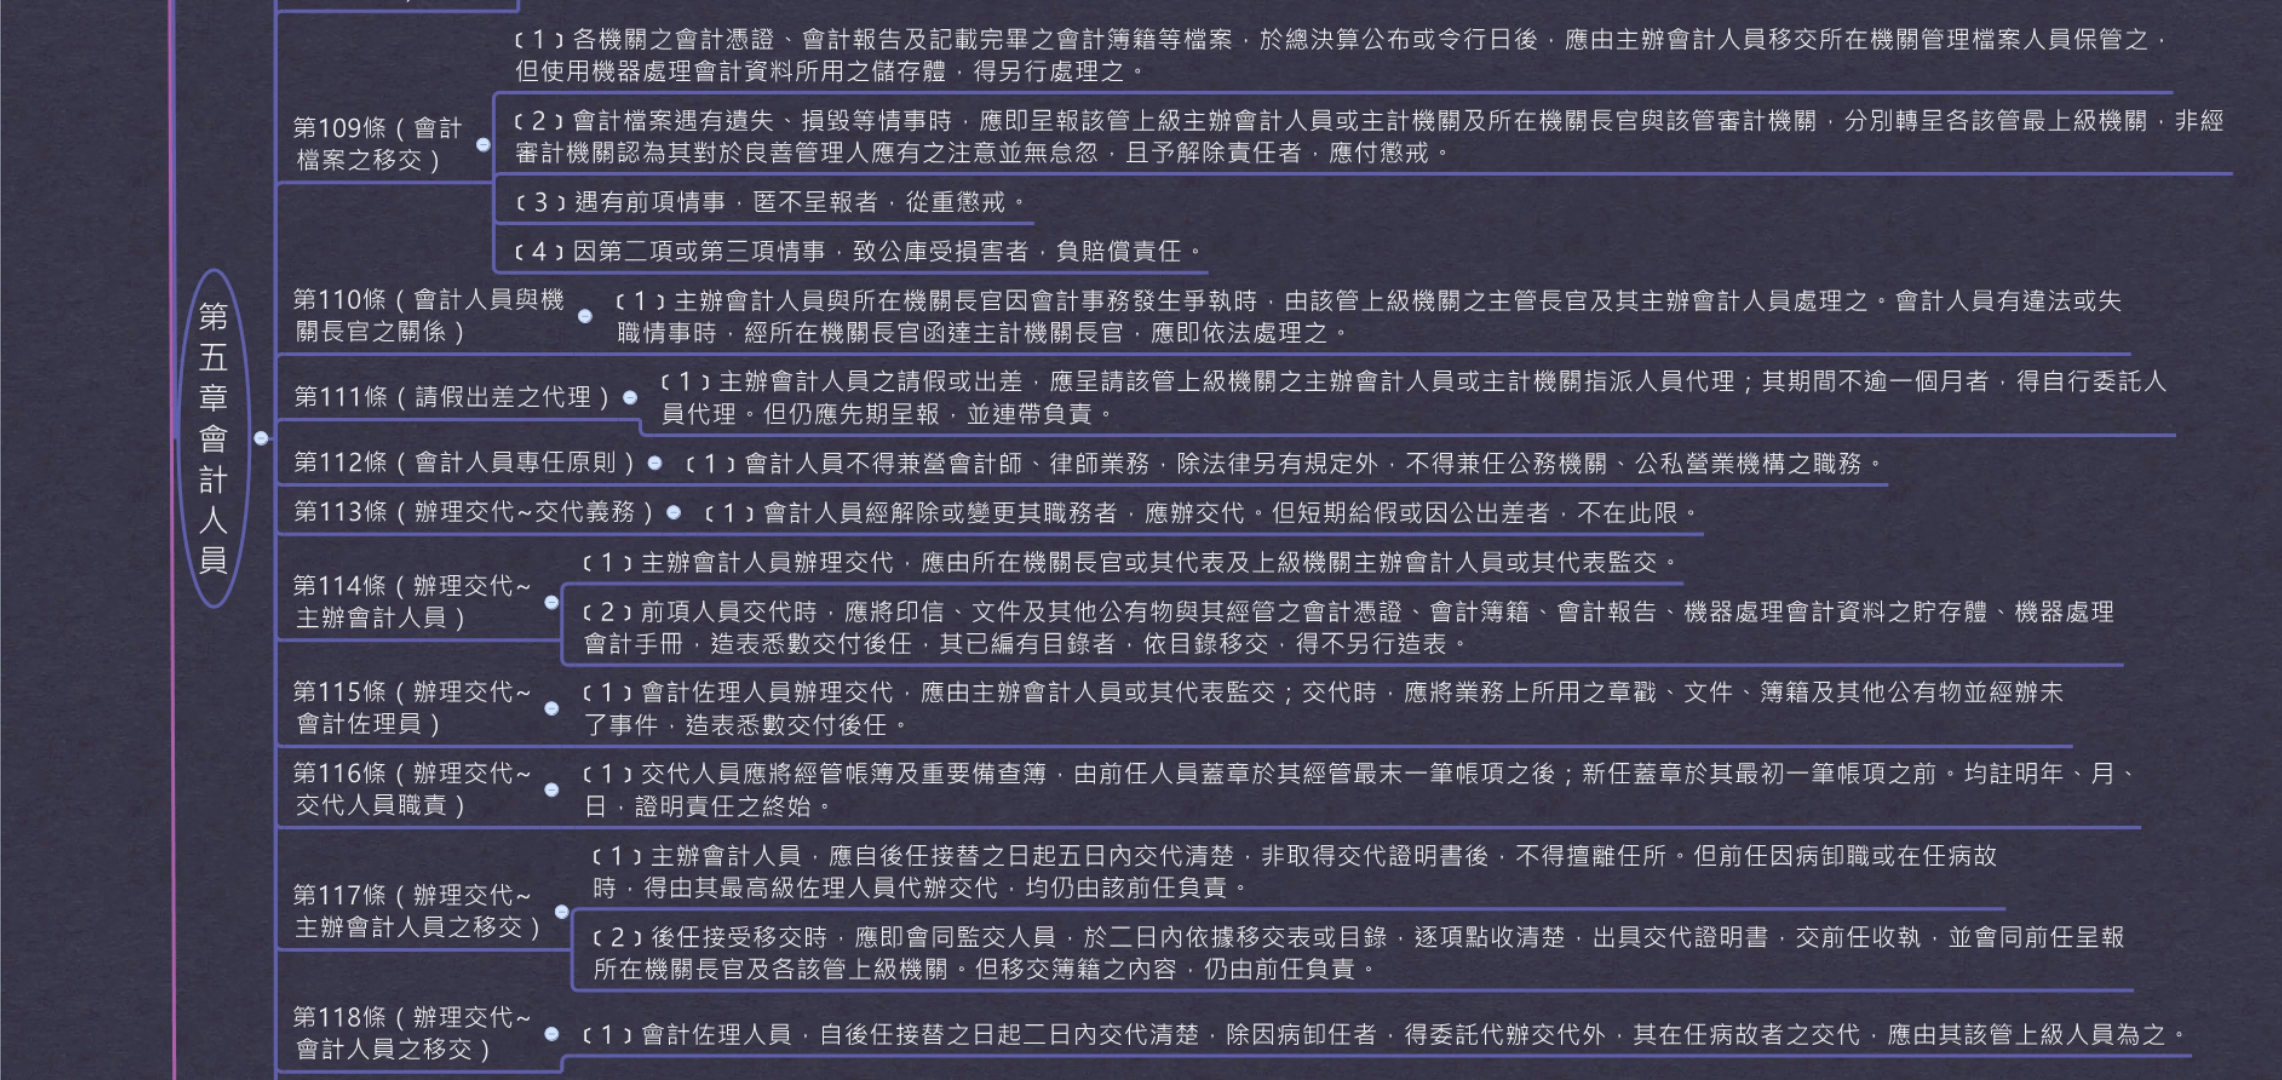 第五章會計人員
第109條（會計
檔案之移交）
﹝1﹞各機關之會計憑證、會計報告及記載完畢之會計簿籍等檔案，於總決算公布或令行日後，應由主辦會計人員移交所在機關管理檔案人員保管之，
但使用機器處理會計資料所用之儲存體，得另行處理之。
﹝2﹞會計檔案遇有遺失、損毀等情事時，應即呈報該管上級主辦會計人員或主計機關及所在機關長官與該管審計機關，分別轉呈各該管最上級機關，非經
審計機關認為其對於良善管理人應有之注意並無怠忽，且予解除責任者，應付懲戒。
﹝3﹞遇有前項情事，匿不呈報者，從重懲戒。
﹝4﹞因第二項或第三項情事，致公庫受損害者，負賠償責任。
第110條（會計人員與機
關長官之關係）
﹝1﹞主辦會計人員與所在機關長官因會計事務發生爭執時，由該管上級機關之主管長官及其主辦會計人員處理之。會計人員有違法或失
職情事時，經所在機關長官函達主計機關長官，應即依法處理之。
第111條（請假出差之代理）
﹝1﹞主辦會計人員之請假或出差，應呈請該管上級機關之主辦會計人員或主計機關指派人員代理；其期間不逾一個月者，得自行委託人
員代理。但仍應先期呈報，並連帶負責。
第112條（會計人員專任原則）
﹝1﹞會計人員不得兼營會計師、律師業務，除法律另有規定外，不得兼任公務機關、公私營業機構之職務。
第113條（辦理交代~交代義務）
﹝1﹞會計人員經解除或變更其職務者，應辦交代。但短期給假或因公出差者，不在此限。
第114條（辦理交代~
主辦會計人員）
﹝1﹞主辦會計人員辦理交代，應由所在機關長官或其代表及上級機關主辦會計人員或其代表監交。
﹝2﹞前項人員交代時，應將印信、文件及其他公有物與其經管之會計憑證、會計簿籍、會計報告、機器處理會計資料之貯存體、機器處理
會計手冊，造表悉數交付後任，其已編有目錄者，依目錄移交，得不另行造表。
第115條（辦理交代~
會計佐理員）
﹝1﹞會計佐理人員辦理交代，應由主辦會計人員或其代表監交；交代時，應將業務上所用之章戳、文件、簿籍及其他公有物並經辦未
了事件，造表悉數交付後任。
第116條（辦理交代~
交代人員職責）
﹝1﹞交代人員應將經管帳簿及重要備查簿，由前任人員蓋章於其經管最末一筆帳項之後；新任蓋章於其最初一筆帳項之前。均註明年、月、
日，證明責任之終始。
第117條（辦理交代~
主辦會計人員之移交）
﹝1﹞主辦會計人員，應自後任接替之日起五日內交代清楚，非取得交代證明書後，不得擅離任所。但前任因病卸職或在任病故
時，得由其最高級佐理人員代辦交代，均仍由該前任負責。
﹝2﹞後任接受移交時，應即會同監交人員，於二日內依據移交表或目錄，逐項點收清楚，出具交代證明書，交前任收執，並會同前任呈報
所在機關長官及各該管上級機關。但移交簿籍之內容，仍由前任負責。
第118條（辦理交代~
會計人員之移交）
﹝1﹞會計佐理人員，自後任接替之日起二日內交代清楚，除因病卸任者，得委託代辦交代外，其在任病故者之交代，應由其該管上級人員為之。